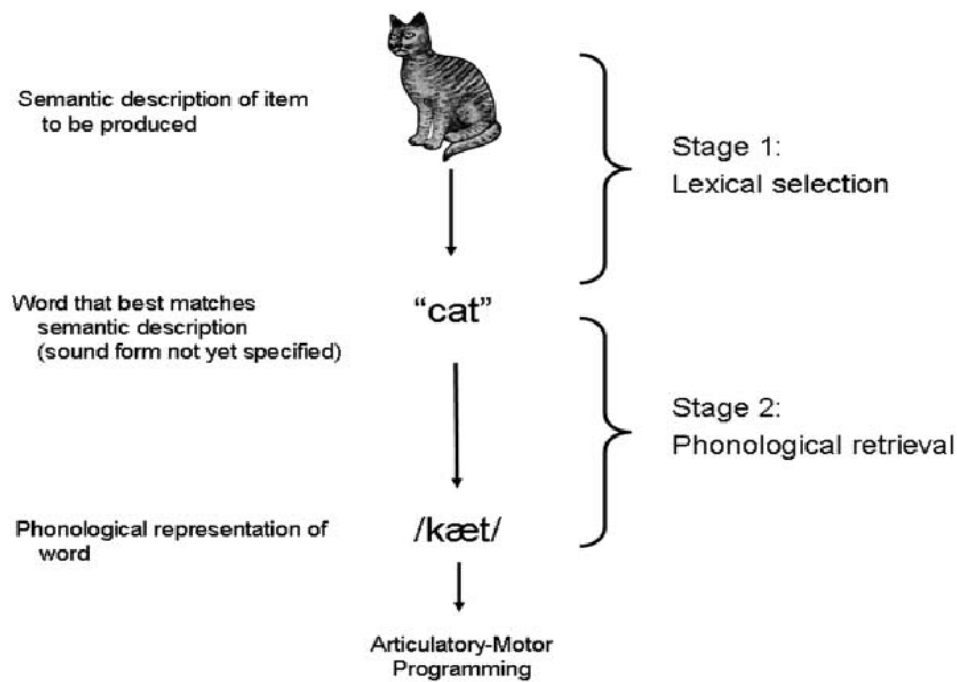 Semantic description of item
to be produced
Stage 1:
Lexical selection
Word that best matches
semantic description
(sound form not yet specified)
“cat”
Stage 2:
Phonological retrieval
Phonological representation of
word
/kæt/
Articulatory-Motor
Programming